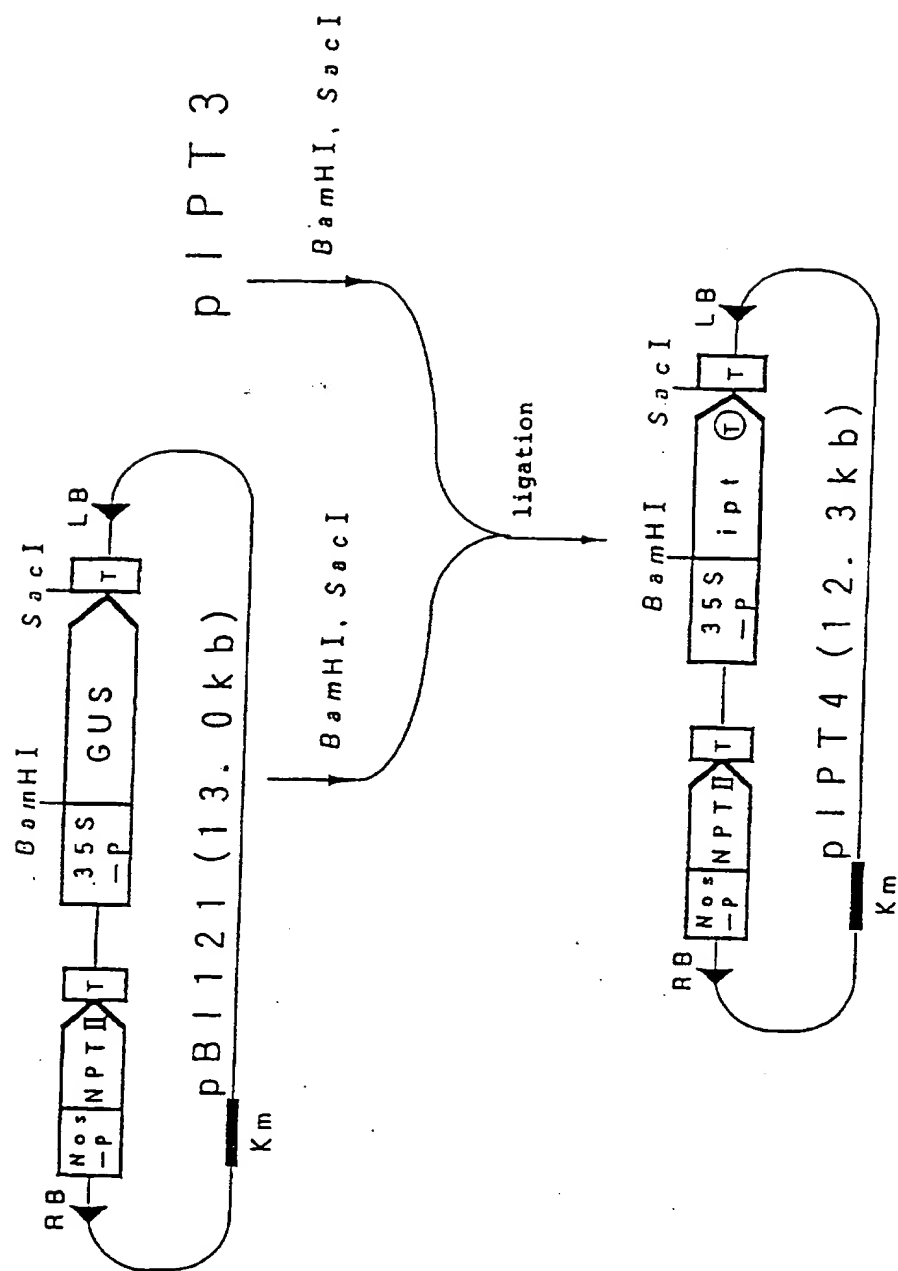 BamHI
SacI
RB
Nos
-P
NPTII
T
35S
-P
GUS
T
LB
pBI121 (13.0kb)
Km
pIPT3
BamHI, SacI
BamHI, SacI
ligation
BamHI
SacI
RB
Nos
-P
NPTII
T
35S
-P
ipt
T
T
LB
pIPT4 (12.3kb)
Km